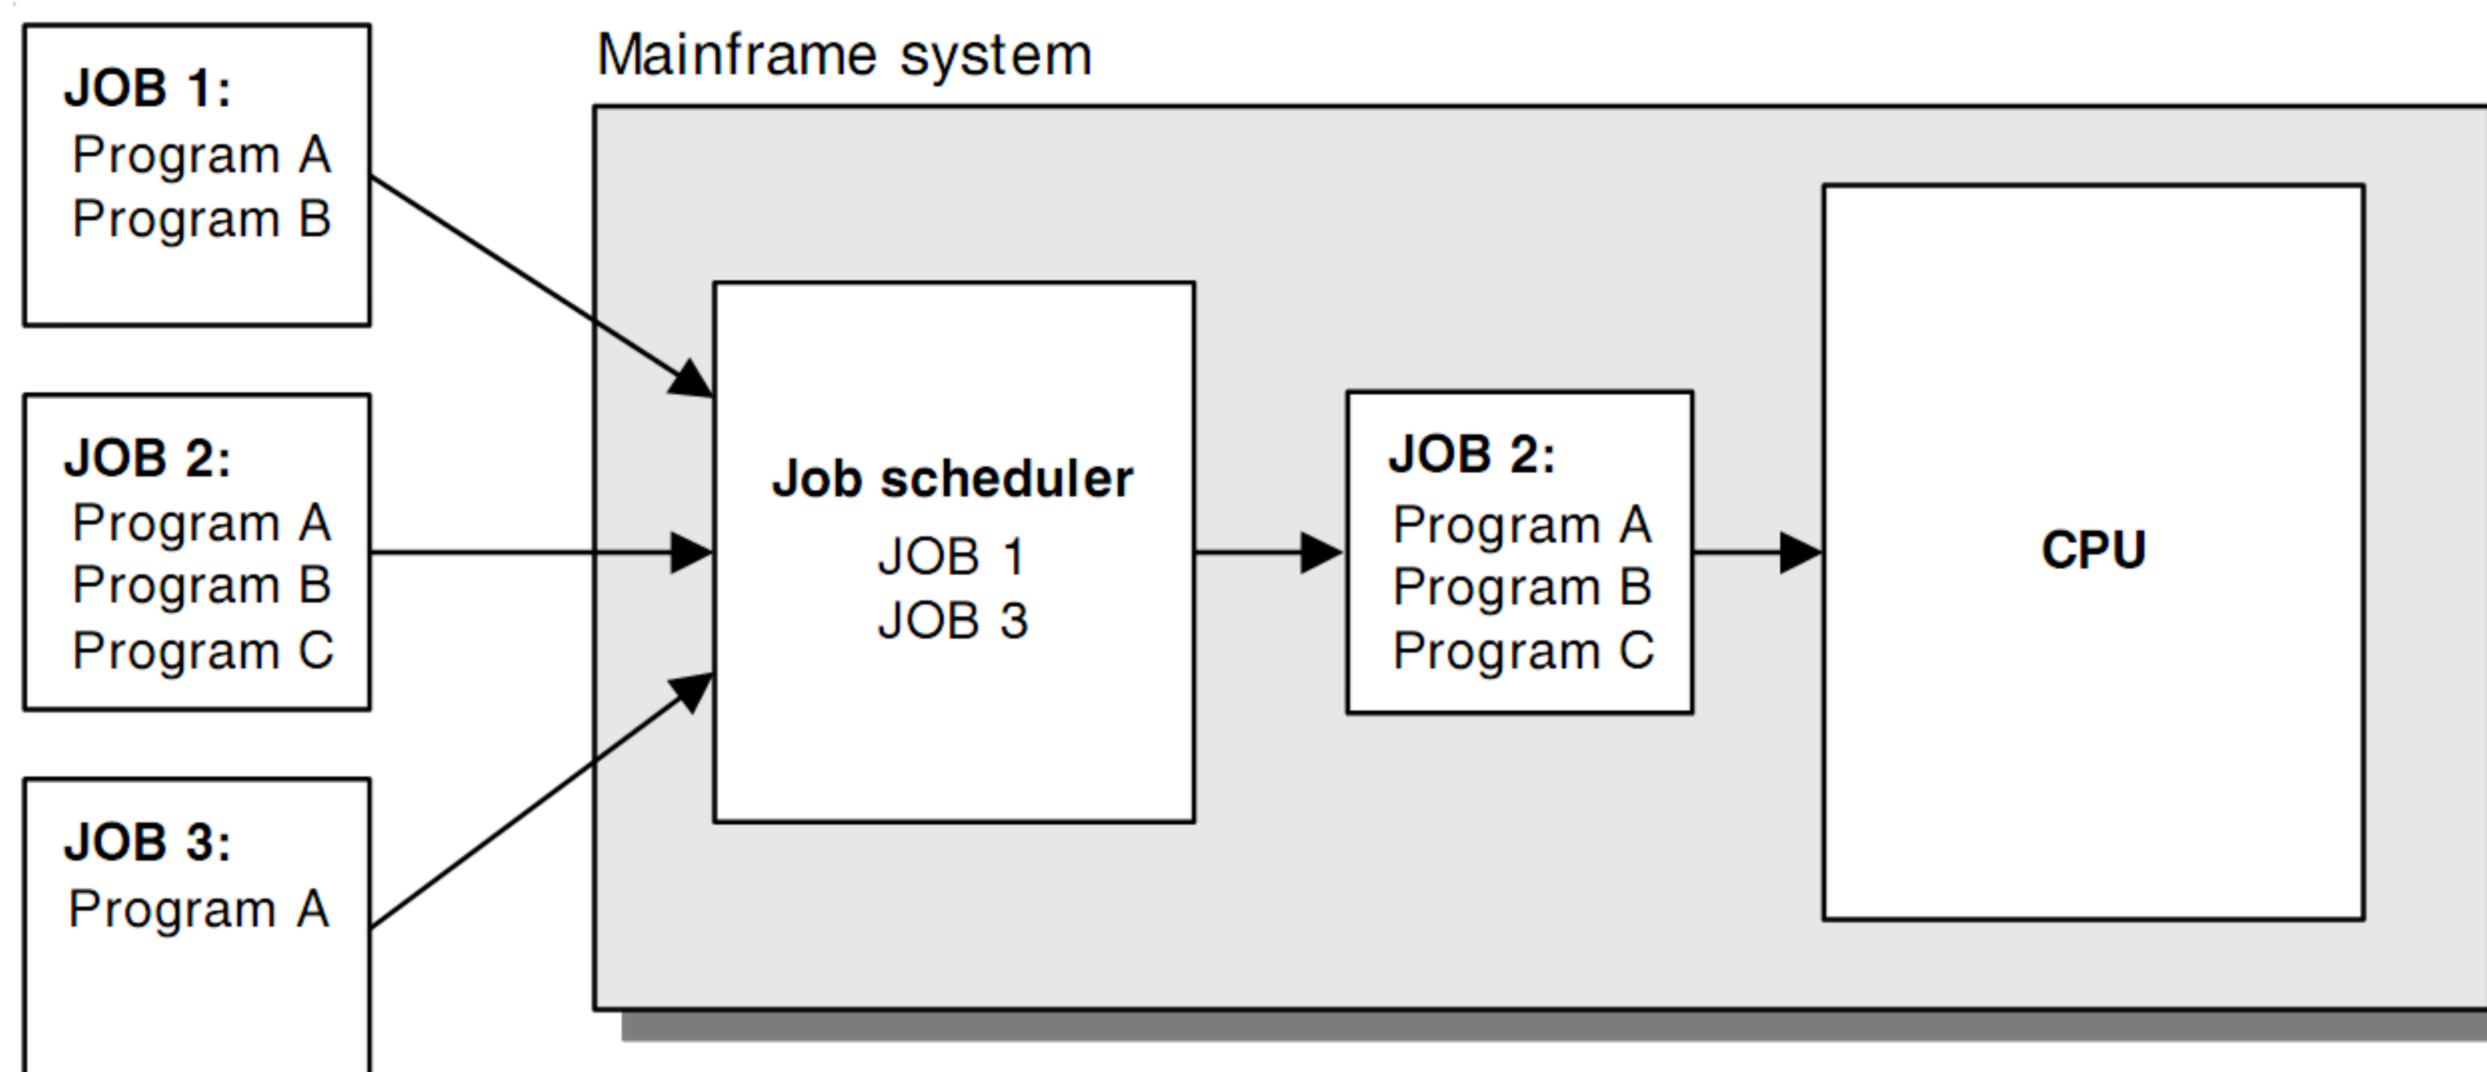 Mainframe system
JOB 1:
Program A
Program B
JOB 2:
Program A
Program B
Program C
JOB 3:
Program A
Job scheduler
JOB 1
JOB 3
JOB 2:
Program A
Program B
Program C
CPU